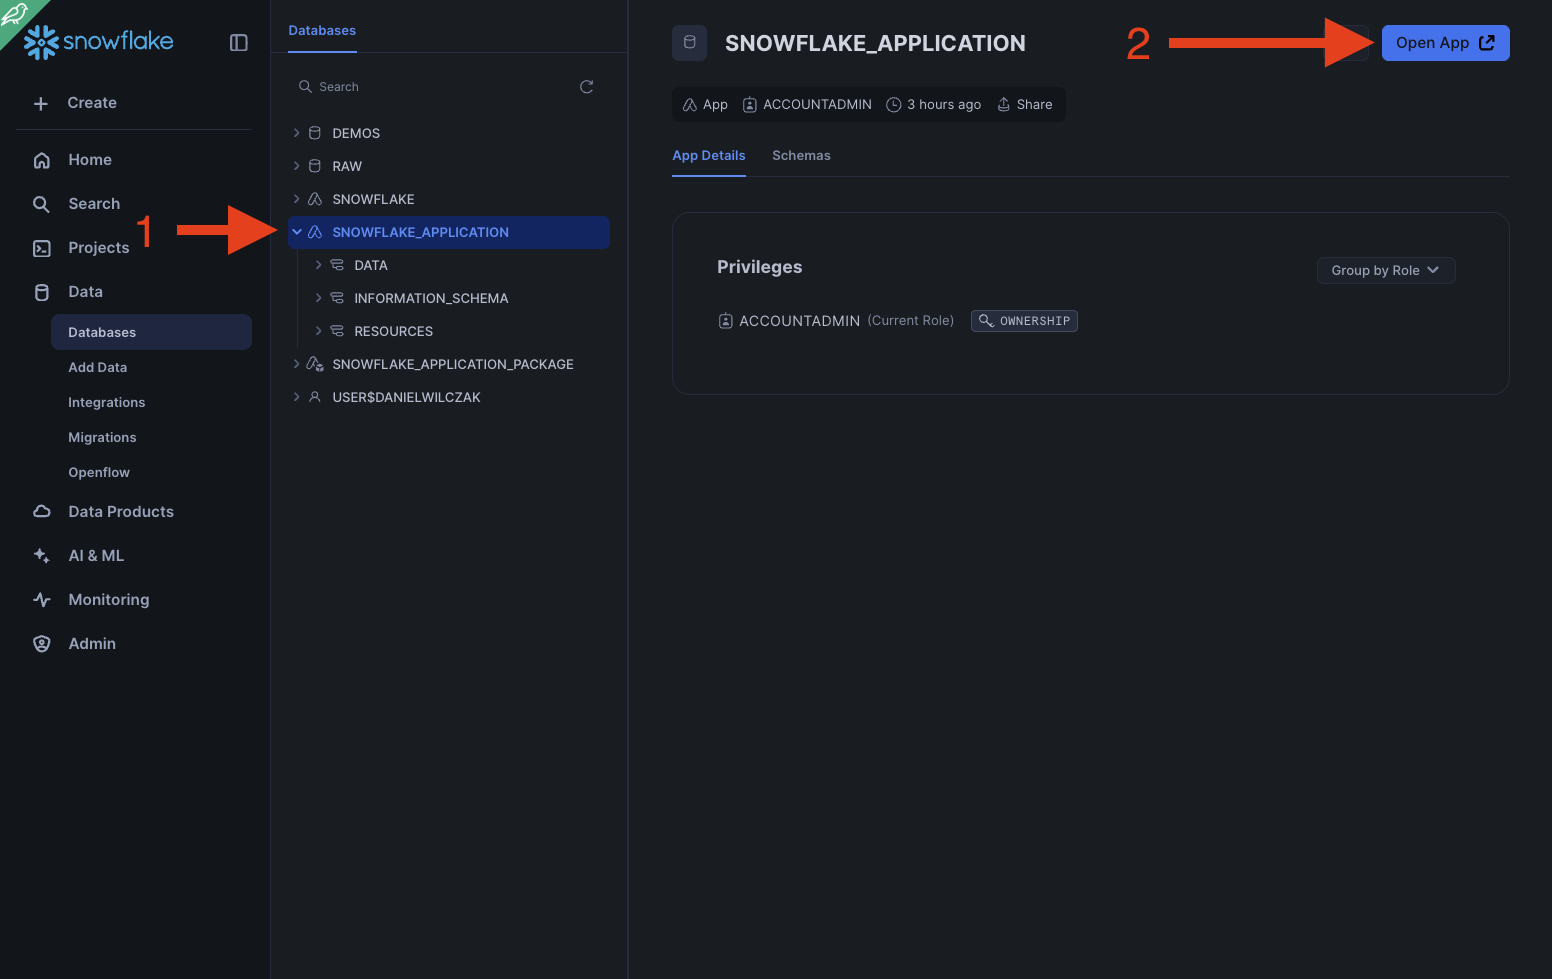 snowflake
Create
Home
Search
Projects
Data
Databases
Add Data
Integrations
Migrations
Openflow
Data Products
AI & ML
Monitoring
Admin
1
Databases
Search
DEMOS
RAW
SNOWFLAKE
SNOWFLAKE_APPLICATION
DATA
INFORMATION_SCHEMA
RESOURCES
SNOWFLAKE_APPLICATION_PACKAGE
USER$DANIELWILCZAK
SNOWFLAKE_APPLICATION
2
Open App
App ACCOUNTADMIN 3 hours ago Share
App Details Schemas
Privileges
Group by Role
ACCOUNTADMIN (Current Role) OWNERSHIP